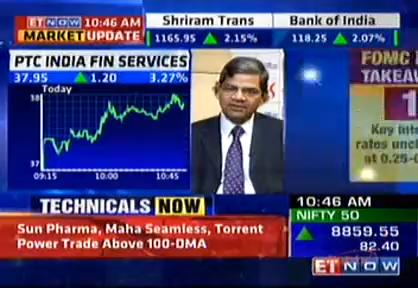 ET NOW 10:46 AM
MARKET UPDATE
Shriram Trans
1165.95 2.15%
Bank of India
118.25 2.07%
PTC INDIA FIN SERVICES
37.95 1.20 3.27%
Today
38
37
09:15 10:00 10:45
FOMC
TAKEAW
1
Key
rates uncl
at 0.25-0
TECHNICALS NOW
Sun Pharma, Maha Seamless, Torrent
Power Trade Above 100-DMA
10:46 AM
NIFTY 50
8859.55
82.40
ET NOW